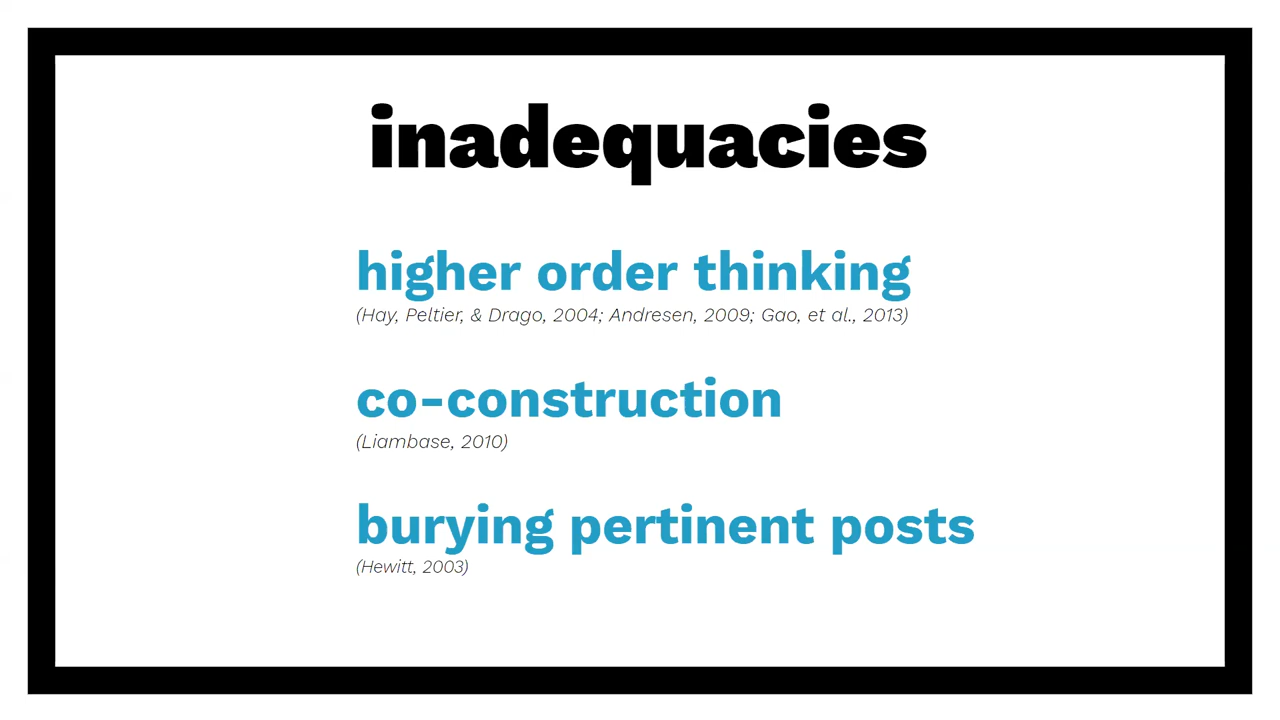 inadequacies
higher order thinking
(Hay, Peltier, & Drago, 2004; Andresen, 2009; Gao, et al., 2013)
co-construction
(Liambase, 2010)
burying pertinent posts
(Hewitt, 2003)